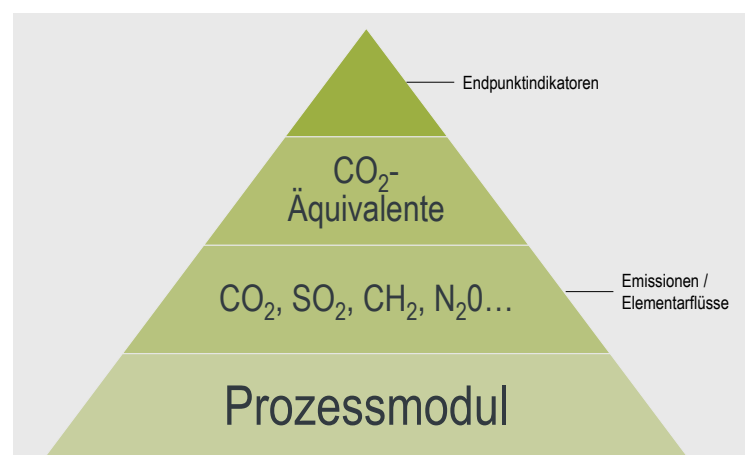 Endpunktindikatoren
CO₂-
Äquivalente
CO₂, SO₂, CH₂, N₂0…
Emissionen /
Elementarflüsse
Prozessmodul